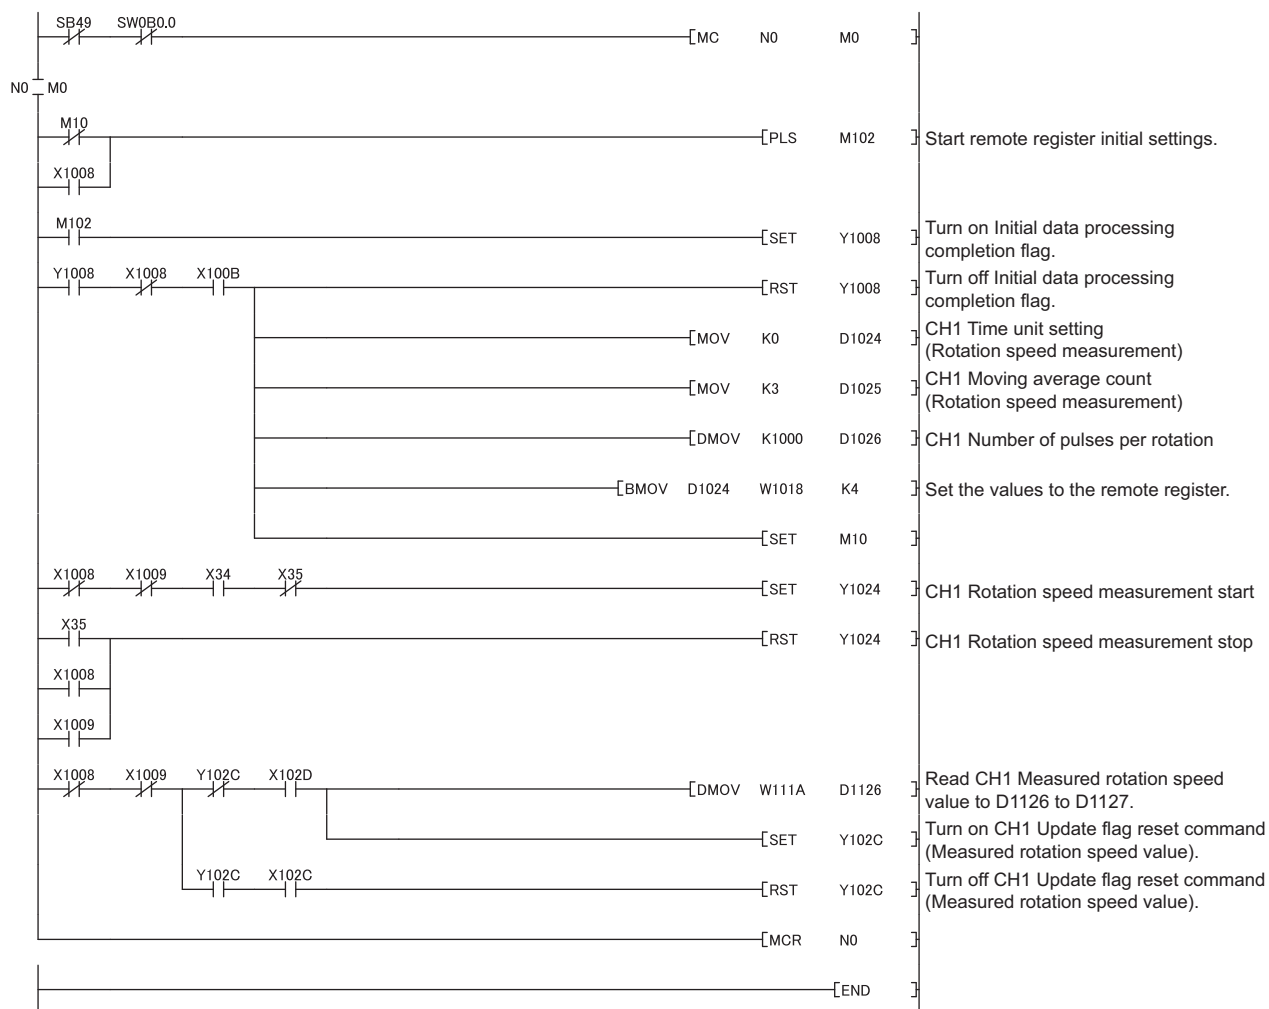 SB49 SW0B0.0
MC N0 M0
N0 M0
M10
PLS M102 Start remote register initial settings.
X1008
M102
SET Y1008 Turn on Initial data processing
completion flag.
Y1008 X1008 X100B
RST Y1008 Turn off Initial data processing
completion flag.
MOV K0 D1024 CH1 Time unit setting
(Rotation speed measurement)
MOV K3 D1025 CH1 Moving average count
(Rotation speed measurement)
DMOV K1000 D1026 CH1 Number of pulses per rotation
BMOV D1024 W1018 K4 Set the values to the remote register.
SET M10
X1008 X1009 X34 X35
SET Y1024 CH1 Rotation speed measurement start
X35
RST Y1024 CH1 Rotation speed measurement stop
X1008
X1009
X1008 X1009 Y102C X102D
DMOV W111A D1126 Read CH1 Measured rotation speed
value to D1126 to D1127.
SET Y102C Turn on CH1 Update flag reset command
(Measured rotation speed value).
Y102C X102C
RST Y102C Turn off CH1 Update flag reset command
(Measured rotation speed value).
MCR N0
END